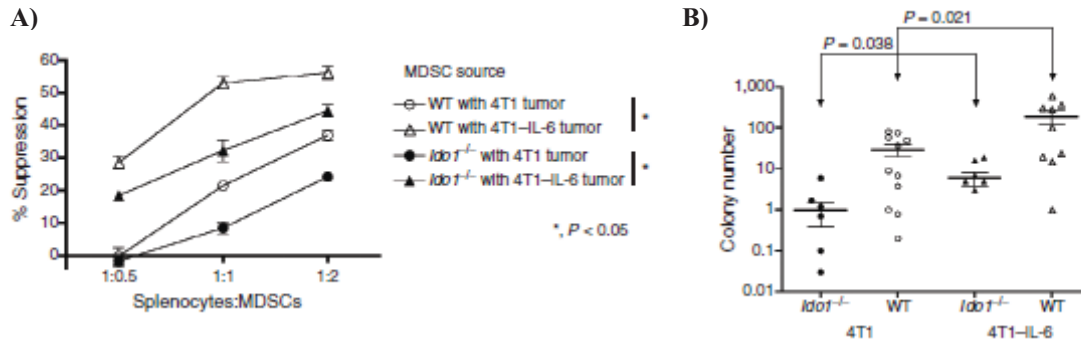 A)
60
50
40
30
20
10
0
% Suppression
1:0.5 1:1 1:2
Splenocytes:MDSCs
MDSC source
WT with 4T1 tumor
WT with 4T1–IL-6 tumor
*
Ido1–/– with 4T1 tumor
Ido1–/– with 4T1–IL-6 tumor
*
*, P < 0.05
B)
P = 0.021
P = 0.038
1,000
100
10
1
0.1
0.01
Colony number
Ido1–/– WT Ido1–/– WT
4T1 4T1–IL-6